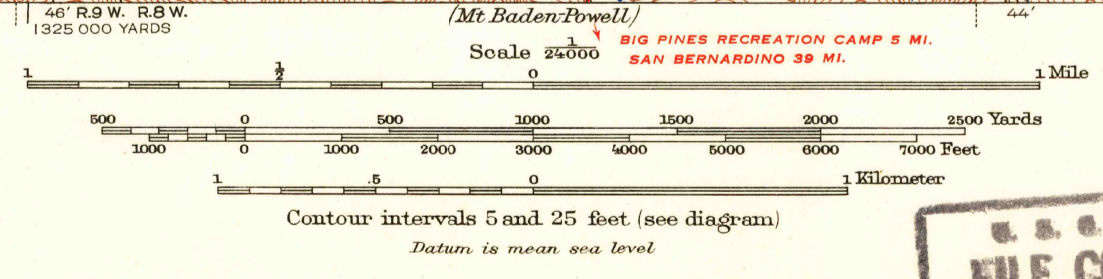 46′ R.9 W. R.8 W.
1325 000 YARDS
(Mt Baden-Powell)
44′
Scale 1/24000
BIG PINES RECREATION CAMP 5 MI.
SAN BERNARDINO 39 MI.
1 1/2 0 1 Mile
500 0 500 1000 1500 2000 2500 Yards
1000 0 1000 2000 3000 4000 5000 6000 7000 Feet
1 .5 0 1 Kilometer
Contour intervals 5 and 25 feet (see diagram)
Datum is mean sea level
FILE